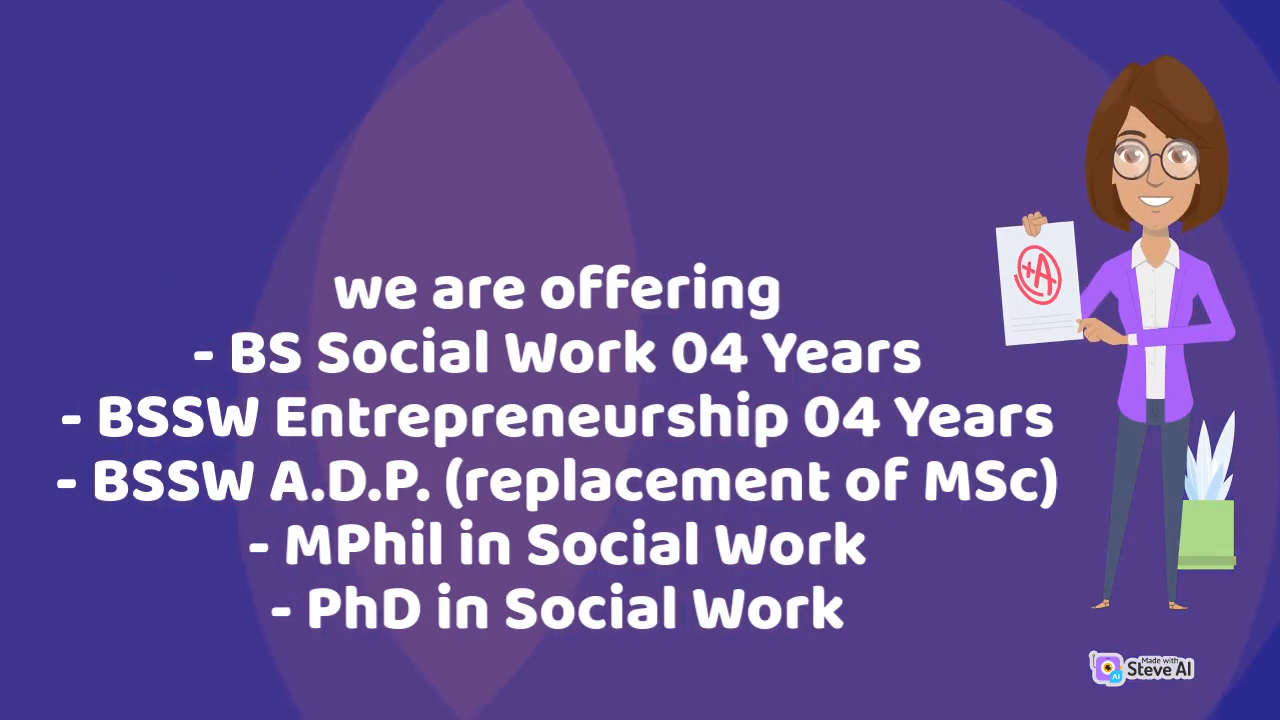 we are offering
- BS Social Work 04 Years
- BSSW Entrepreneurship 04 Years
- BSSW A.D.P. (replacement of MSc)
- MPhil in Social Work
- PhD in Social Work
+A
Made with
Steve AI
AI